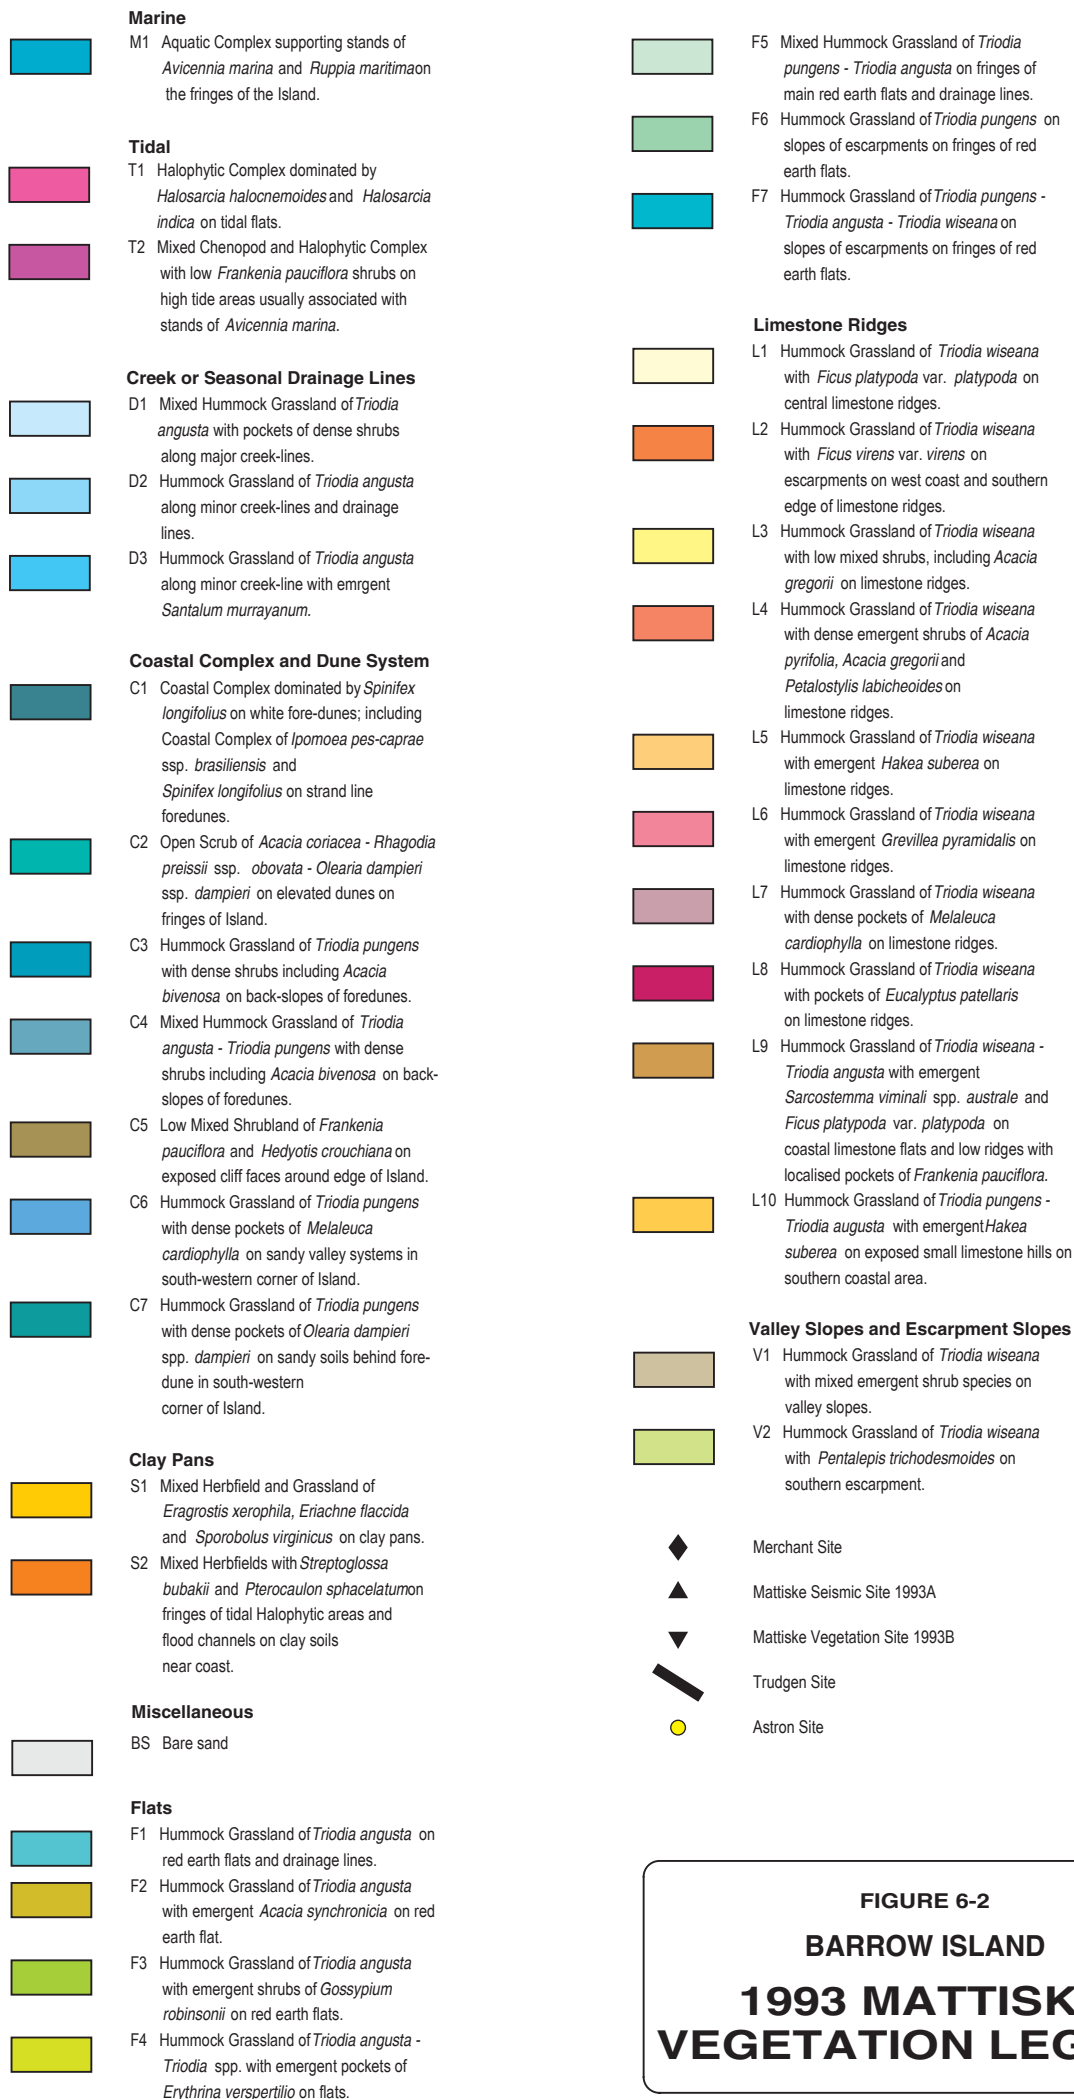 Marine
M1 Aquatic Complex supporting stands of
Avicennia marina and Ruppia maritimaon
the fringes of the Island.
Tidal
T1 Halophytic Complex dominated by
Halosarcia halocnemoides and Halosarcia
indica on tidal flats.
T2 Mixed Chenopod and Halophytic Complex
with low Frankenia pauciflora shrubs on
high tide areas usually associated with
stands of Avicennia marina.
Creek or Seasonal Drainage Lines
D1 Mixed Hummock Grassland of Triodia
angusta with pockets of dense shrubs
along major creek-lines.
D2 Hummock Grassland of Triodia angusta
along minor creek-lines and drainage
lines.
D3 Hummock Grassland of Triodia angusta
along minor creek-line with emrgent
Santalum murrayanum.
Coastal Complex and Dune System
C1 Coastal Complex dominated by Spinifex
longifolius on white fore-dunes; including
Coastal Complex of Ipomoea pes-caprae
ssp. brasiliensis and
Spinifex longifolius on strand line
foredunes.
C2 Open Scrub of Acacia coriacea - Rhagodia
preissii ssp. obovata - Olearia dampieri
ssp. dampieri on elevated dunes on
fringes of Island.
C3 Hummock Grassland of Triodia pungens
with dense shrubs including Acacia
bivenosa on back-slopes of foredunes.
C4 Mixed Hummock Grassland of Triodia
angusta - Triodia pungens with dense
shrubs including Acacia bivenosa on back-
slopes of foredunes.
C5 Low Mixed Shrubland of Frankenia
pauciflora and Hedyotis crouchiana on
exposed cliff faces around edge of Island.
C6 Hummock Grassland of Triodia pungens
with dense pockets of Melaleuca
cardiophylla on sandy valley systems in
south-western corner of Island.
C7 Hummock Grassland of Triodia pungens
with dense pockets of Olearia dampieri
spp. dampieri on sandy soils behind fore-
dune in south-western
corner of Island.
Clay Pans
S1 Mixed Herbfield and Grassland of
Eragrostis xerophila, Eriachne flaccida
and Sporobolus virginicus on clay pans.
S2 Mixed Herbfields with Streptoglossa
bubakii and Pterocaulon sphacelatumon
fringes of tidal Halophytic areas and
flood channels on clay soils
near coast.
Miscellaneous
BS Bare sand
Flats
F1 Hummock Grassland of Triodia angusta on
red earth flats and drainage lines.
F2 Hummock Grassland of Triodia angusta
with emergent Acacia synchronicia on red
earth flat.
F3 Hummock Grassland of Triodia angusta
with emergent shrubs of Gossypium
robinsonii on red earth flats.
F4 Hummock Grassland of Triodia angusta -
Triodia spp. with emergent pockets of
Erythrina verspertilio on flats.
F5 Mixed Hummock Grassland of Triodia
pungens - Triodia angusta on fringes of
main red earth flats and drainage lines.
F6 Hummock Grassland of Triodia pungens on
slopes of escarpments on fringes of red
earth flats.
F7 Hummock Grassland of Triodia pungens -
Triodia angusta - Triodia wiseana on
slopes of escarpments on fringes of red
earth flats.
Limestone Ridges
L1 Hummock Grassland of Triodia wiseana
with Ficus platypoda var. platypoda on
central limestone ridges.
L2 Hummock Grassland of Triodia wiseana
with Ficus virens var. virens on
escarpments on west coast and southern
edge of limestone ridges.
L3 Hummock Grassland of Triodia wiseana
with low mixed shrubs, including Acacia
gregorii on limestone ridges.
L4 Hummock Grassland of Triodia wiseana
with dense emergent shrubs of Acacia
pyrifolia, Acacia gregorii and
Petalostylis labicheoides on
limestone ridges.
L5 Hummock Grassland of Triodia wiseana
with emergent Hakea suberea on
limestone ridges.
L6 Hummock Grassland of Triodia wiseana
with emergent Grevillea pyramidalis on
limestone ridges.
L7 Hummock Grassland of Triodia wiseana
with dense pockets of Melaleuca
cardiophylla on limestone ridges.
L8 Hummock Grassland of Triodia wiseana
with pockets of Eucalyptus patellaris
on limestone ridges.
L9 Hummock Grassland of Triodia wiseana -
Triodia angusta with emergent
Sarcostemma viminali spp. australe and
Ficus platypoda var. platypoda on
coastal limestone flats and low ridges with
localised pockets of Frankenia pauciflora.
L10 Hummock Grassland of Triodia pungens -
Triodia augusta with emergent Hakea
suberea on exposed small limestone hills on
southern coastal area.
Valley Slopes and Escarpment Slopes
V1 Hummock Grassland of Triodia wiseana
with mixed emergent shrub species on
valley slopes.
V2 Hummock Grassland of Triodia wiseana
with Pentalepis trichodesmoides on
southern escarpment.
Merchant Site
Mattiske Seismic Site 1993A
Mattiske Vegetation Site 1993B
Trudgen Site
Astron Site
FIGURE 6-2
BARROW ISLAND
1993 MATTISK
VEGETATION LEG